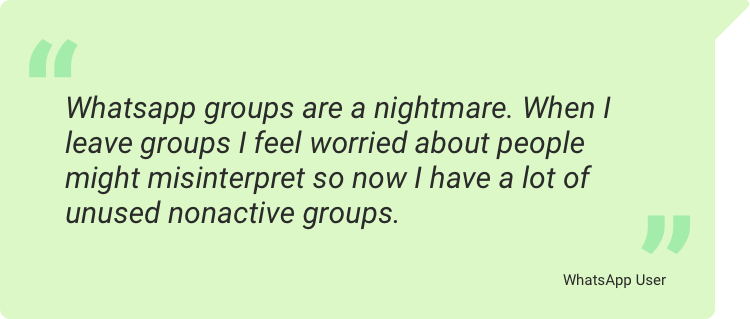 “
Whatsapp groups are a nightmare. When I
leave groups I feel worried about people
might misinterpret so now I have a lot of
unused nonactive groups.
”
WhatsApp User